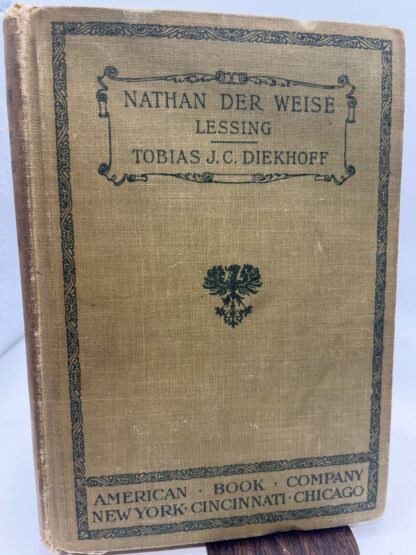 NATHAN DER WEISE
LESSING
TOBIAS J.C. DIEKHOFF
AMERICAN · BOOK · COMPANY
NEW YORK · CINCINNATI · CHICAGO